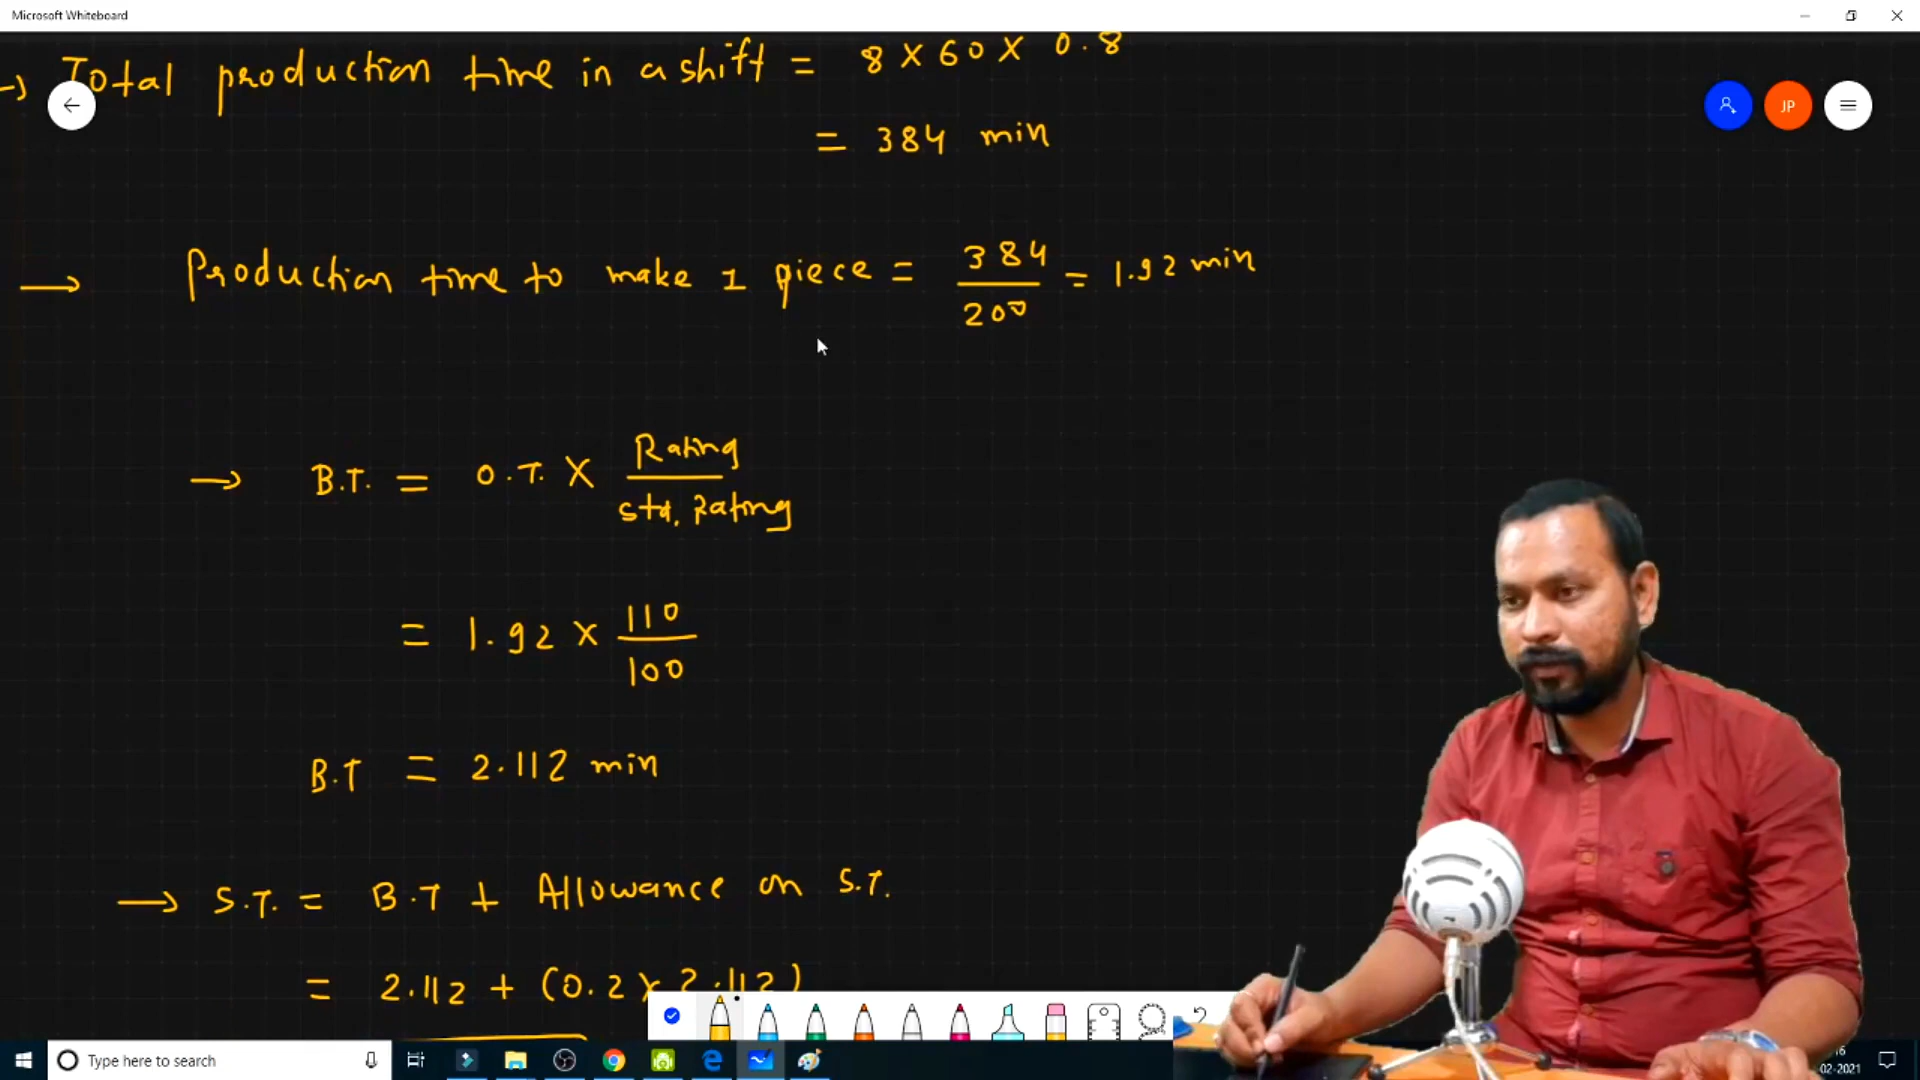 Microsoft Whiteboard
→ Total production time in a shift = 8 X 60 X 0.8
= 384 min
JP
→ Production time to make 1 piece = 384/200 = 1.92 min
→ B.T. = O.T. X Rating/Std. Rating
= 1.92 X 110/100
B.T = 2.112 min
→ S.T. = B.T + Allowance on S.T.
= 2.112 + (0.2 X 2.112)
Type here to search
02-2021